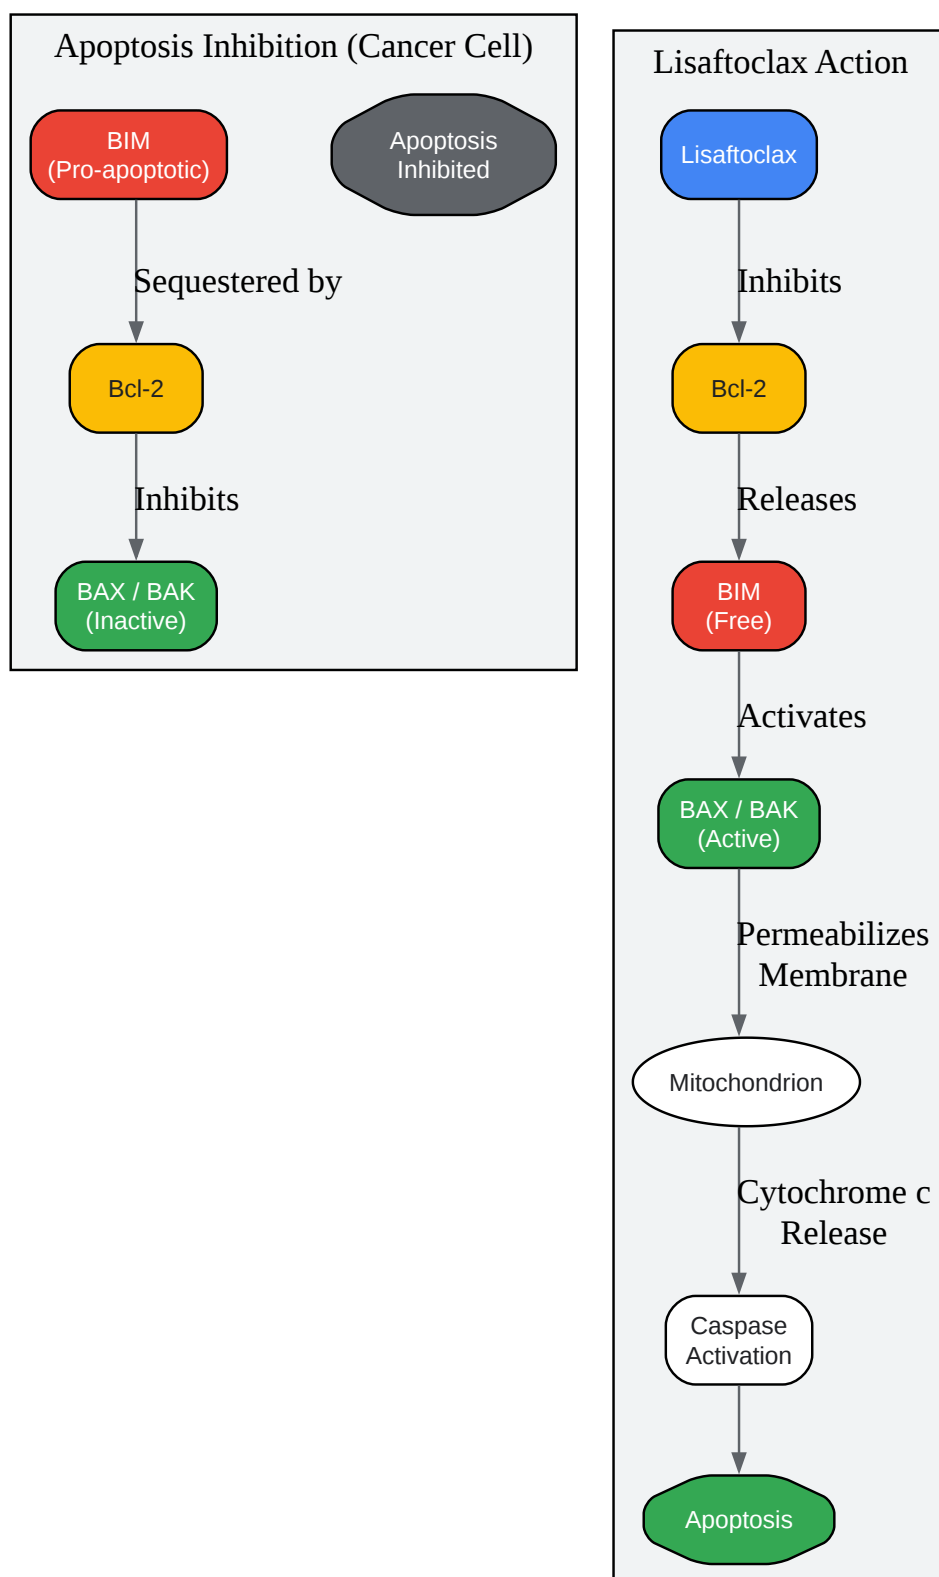 Apoptosis Inhibition (Cancer Cell)
BIM
(Pro-apoptotic)
Apoptosis
Inhibited
Sequestered by
Bcl-2
Inhibits
BAX / BAK
(Inactive)
Lisaftoclax Action
Lisaftoclax
Inhibits
Bcl-2
Releases
BIM
(Free)
Activates
BAX / BAK
(Active)
Permeabilizes
Membrane
Mitochondrion
Cytochrome c
Release
Caspase
Activation
Apoptosis